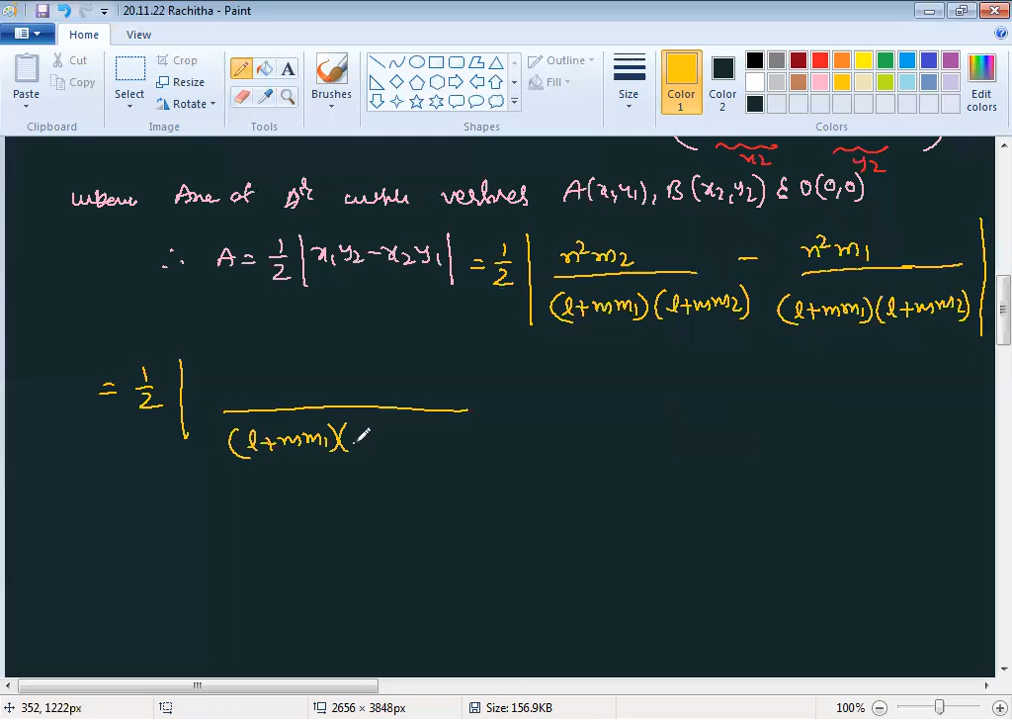 20.11.22 Rachitha - Paint
Home View
Paste Cut Copy Select Crop Resize Rotate Brushes Outline Fill Size Color 1 Color 2 Edit colors
Clipboard Image Tools Shapes Colors
x2 y2
where Area of Δle with vertices A(x1,y1), B(x2,y2) & O(0,0)
∴ A = 1/2 |x1y2-x2y1| = 1/2 | n²m2/((l+mm1)(l+mm2)) - n²m1/((l+mm1)(l+mm2)) |
= 1/2 | /(l+mm1)(
352, 1222px 2656 × 3848px Size: 156.9KB 100%